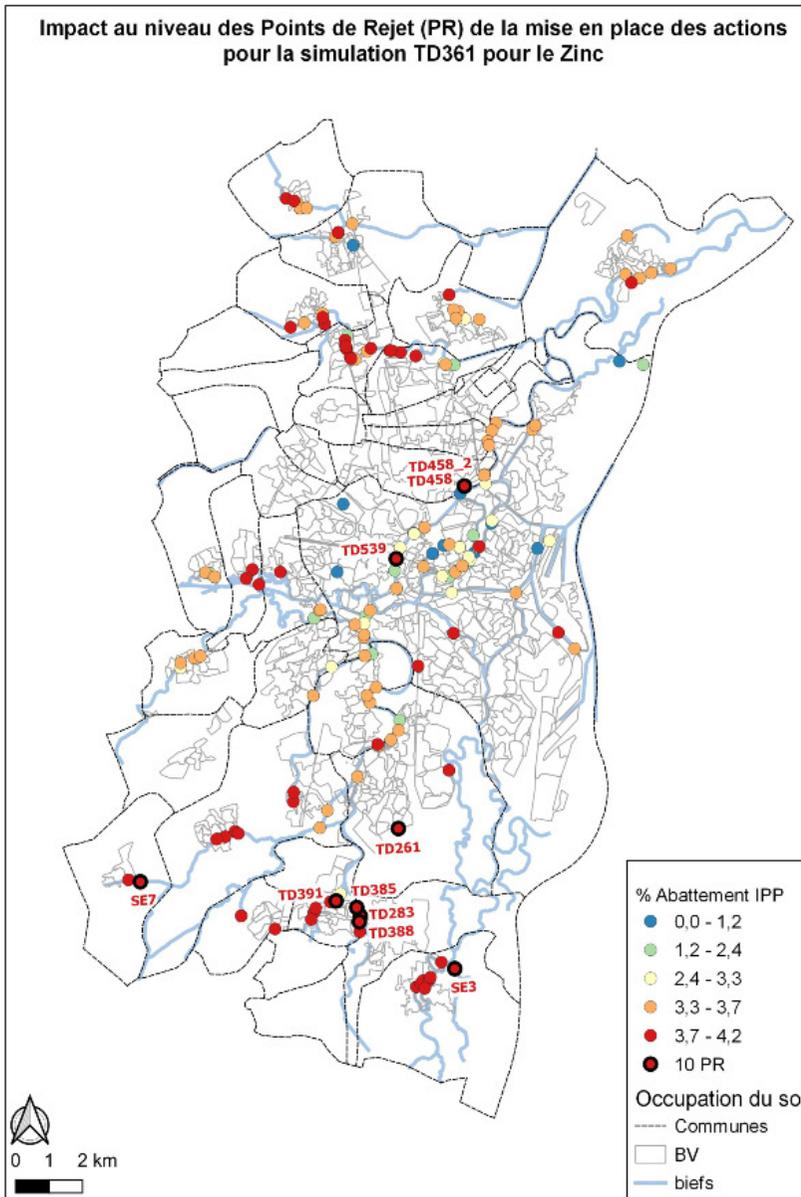 Impact au niveau des Points de Rejet (PR) de la mise en place des actions
pour la simulation TD361 pour le Zinc
TD458_2
TD458
TD539
TD261
SE7
TD391
TD385
TD283
TD388
SE3
% Abattement IPP
0,0 - 1,2
1,2 - 2,4
2,4 - 3,3
3,3 - 3,7
3,7 - 4,2
10 PR
Occupation du so
Communes
BV
biefs
0 1 2 km